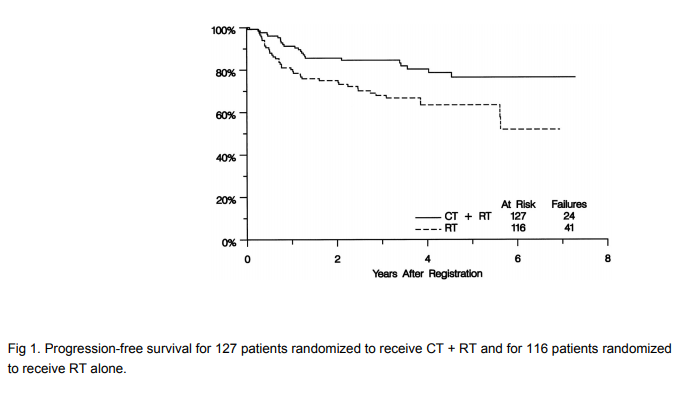 100%
80%
60%
40%
20%
0%
At Risk Failures
CT + RT 127 24
RT 116 41
0 2 4 6 8
Years After Registration
Fig 1. Progression-free survival for 127 patients randomized to receive CT + RT and for 116 patients randomized
to receive RT alone.